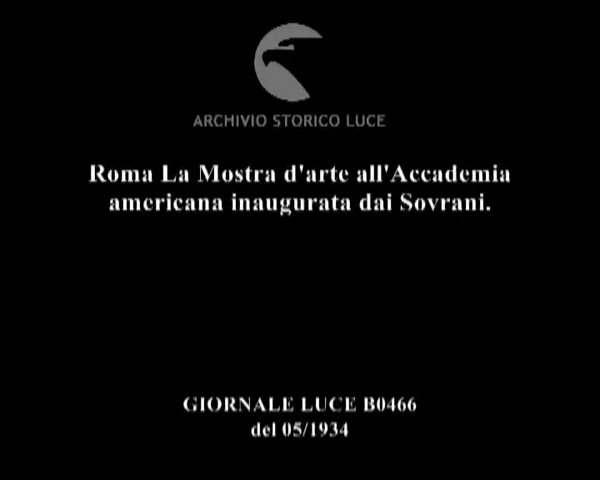 ARCHIVIO STORICO LUCE
Roma La Mostra d'arte all'Accademia
americana inaugurata dai Sovrani.
GIORNALE LUCE B0466
del 05/1934